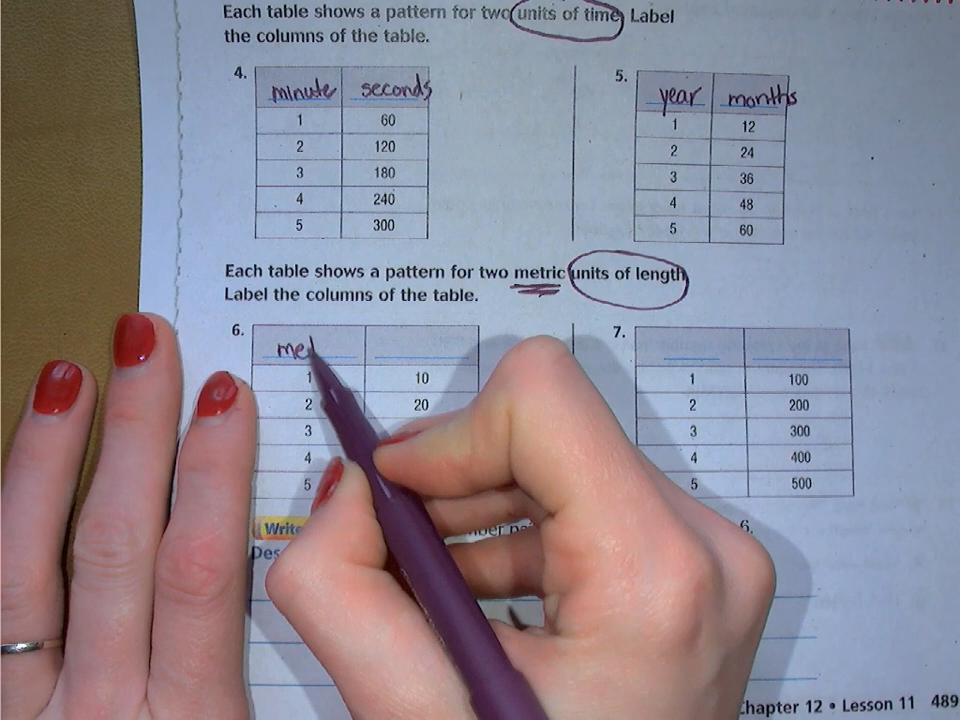 Each table shows a pattern for two units of time. Label
the columns of the table.
4.
minute seconds
1 60
2 120
3 180
4 240
5 300
5.
year months
1 12
2 24
3 36
4 48
5 60
Each table shows a pattern for two metric units of length.
Label the columns of the table.
6.
met
1 10
2 20
3
4
5
7.
1 100
2 200
3 300
4 400
5 500
Write
6.
Chapter 12 • Lesson 11 489